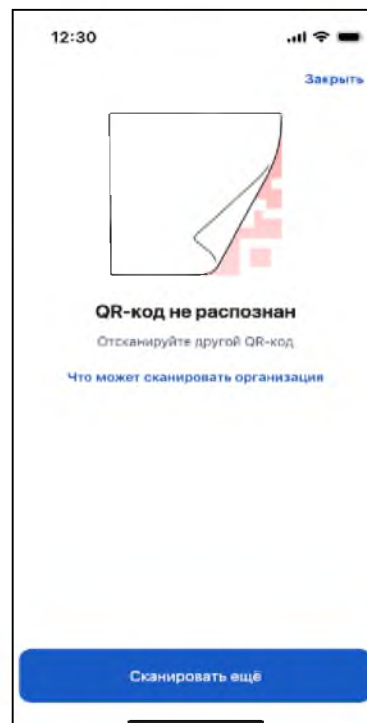 12:30
Закрыть
QR-код не распознан
Отсканируйте другой QR-код
Что может сканировать организация
Сканировать ещё